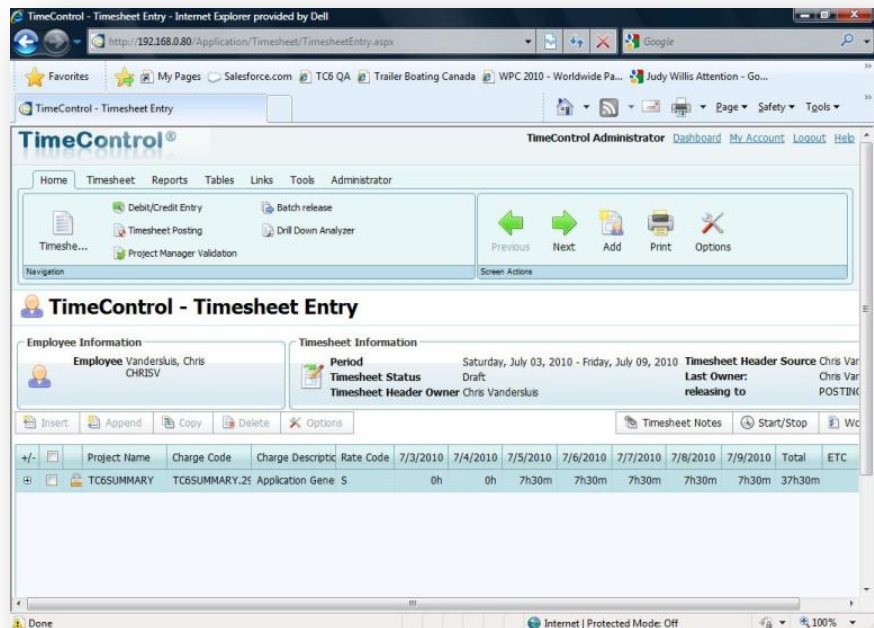 TimeControl - Timesheet Entry - Internet Explorer provided by Dell
http://192.168.0.80/Application/Timesheet/TimesheetEntry.aspx
Google
Favorites My Pages Salesforce.com TC6 QA Trailer Boating Canada WPC 2010 - Worldwide Pa... Judy Willis Attention - Go...
TimeControl - Timesheet Entry
Page Safety Tools
TimeControl®
TimeControl Administrator Dashboard My Account Logout Help
Home Timesheet Reports Tables Links Tools Administrator
Debit/Credit Entry Batch release
Timesheet Posting Drill Down Analyzer
Project Manager Validation
Timeshe...
Previous Next Add Print Options
Navigation
Screen Actions
TimeControl - Timesheet Entry
Employee Information
Employee Vandersluis, Chris
CHRISV
Timesheet Information
Period Saturday, July 03, 2010 - Friday, July 09, 2010 Timesheet Header Source Chris Var
Timesheet Status Draft Last Owner: Chris Var
Timesheet Header Owner Chris Vandersluis releasing to POSTING
Insert Append Copy Delete Options Timesheet Notes Start/Stop Wo
+/- Project Name Charge Code Charge Descriptic Rate Code 7/3/2010 7/4/2010 7/5/2010 7/6/2010 7/7/2010 7/8/2010 7/9/2010 Total ETC
TC6SUMMARY TC6SUMMARY.29 Application Gene S 0h 0h 7h30m 7h30m 7h30m 7h30m 7h30m 37h30m
Done
Internet | Protected Mode: Off
100%